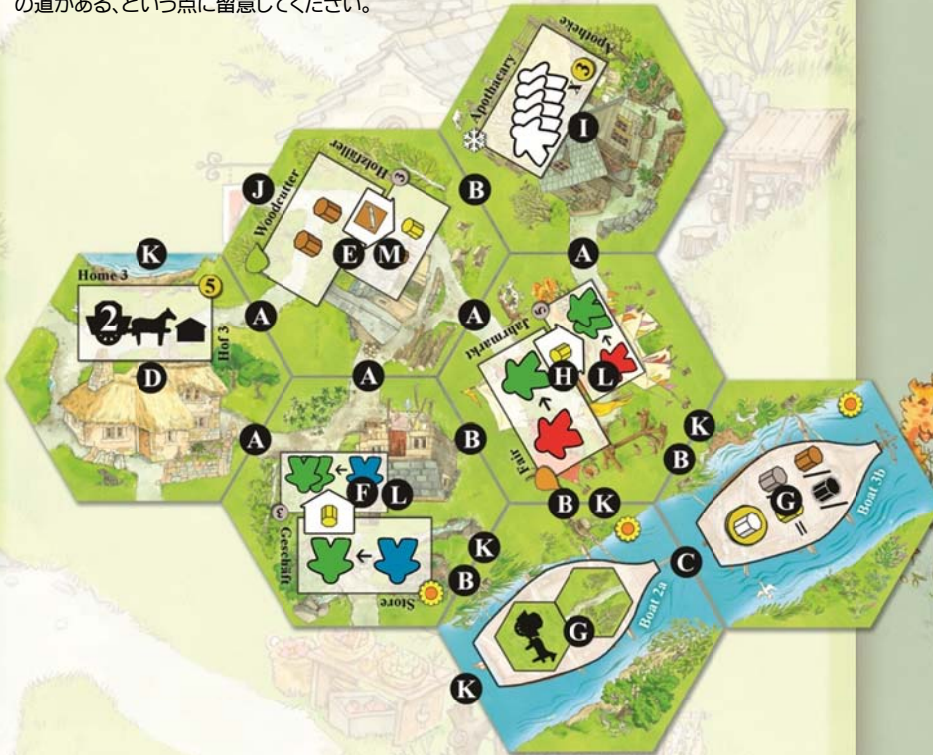 の道がある、という点に留意してください。
Apothecary
Apotheke
3
I
Woodcutter
Holzfäller
3
J
B
E
M
K
Home 3
5
2
Hof 3
D
A
A
A
A
Jahrmarkt
5
Fair
H
L
A
B
K
B
B
K
F
L
3
Geschäft
Store
K
B
G
Boat 3b
C
G
Boat 2a
K